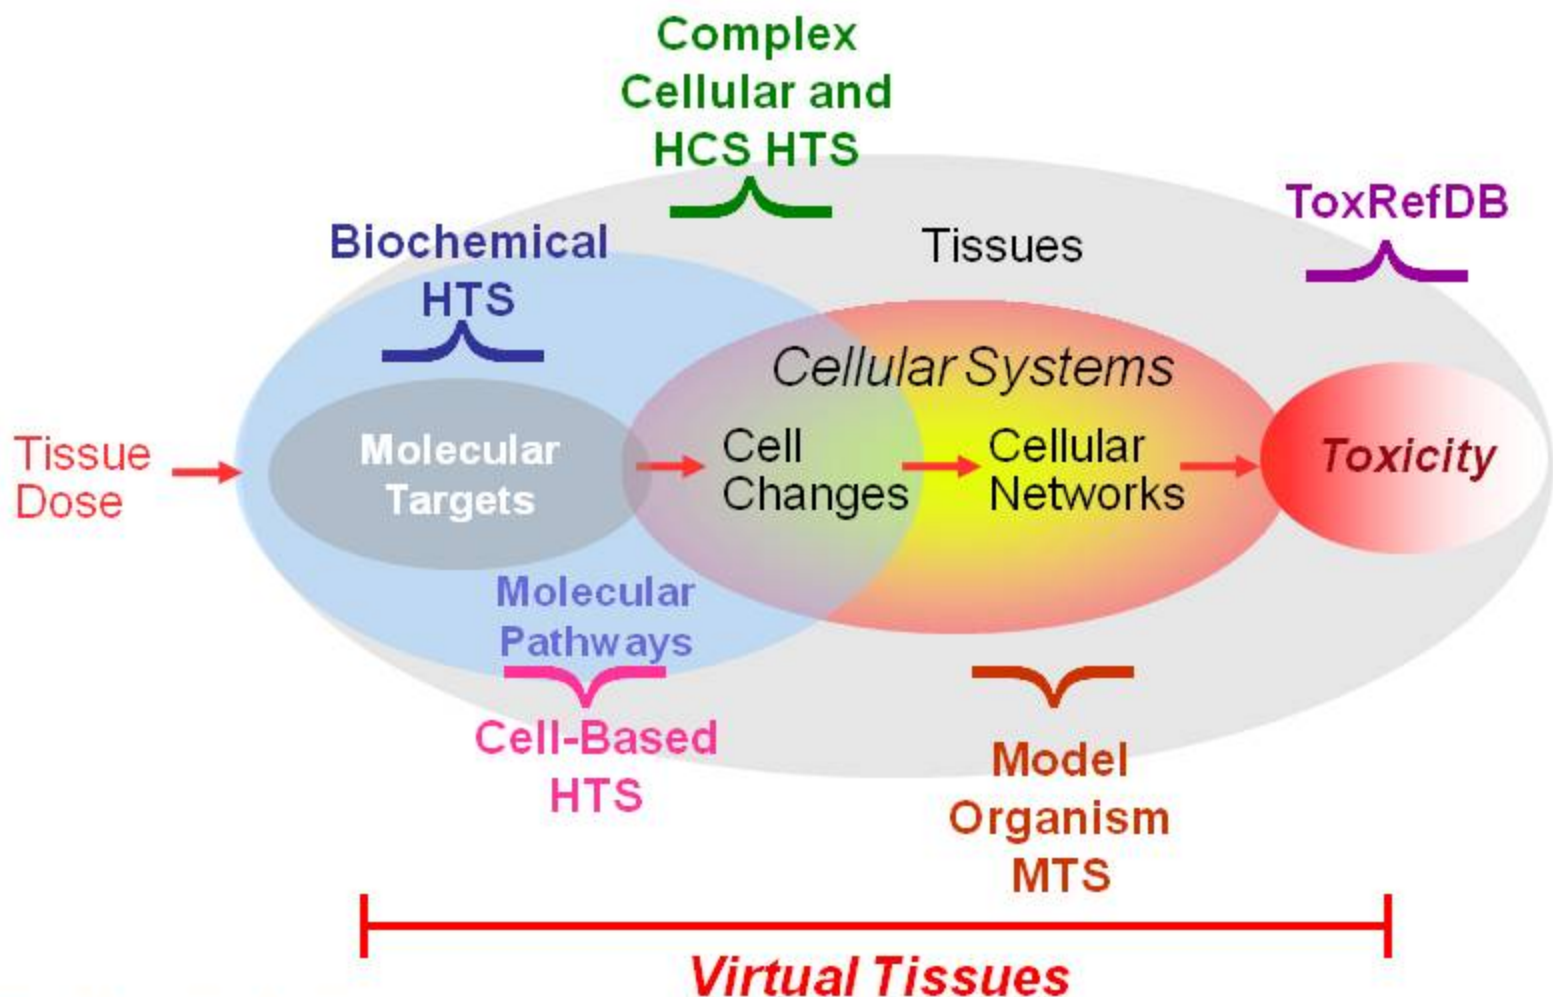 Complex
Cellular and
HCS HTS
ToxRefDB
Biochemical
HTS
Tissues
Cellular Systems
Tissue
Dose
Molecular
Targets
Cell
Changes
Cellular
Networks
Toxicity
Molecular
Pathways
Cell-Based
HTS
Model
Organism
MTS
Virtual Tissues